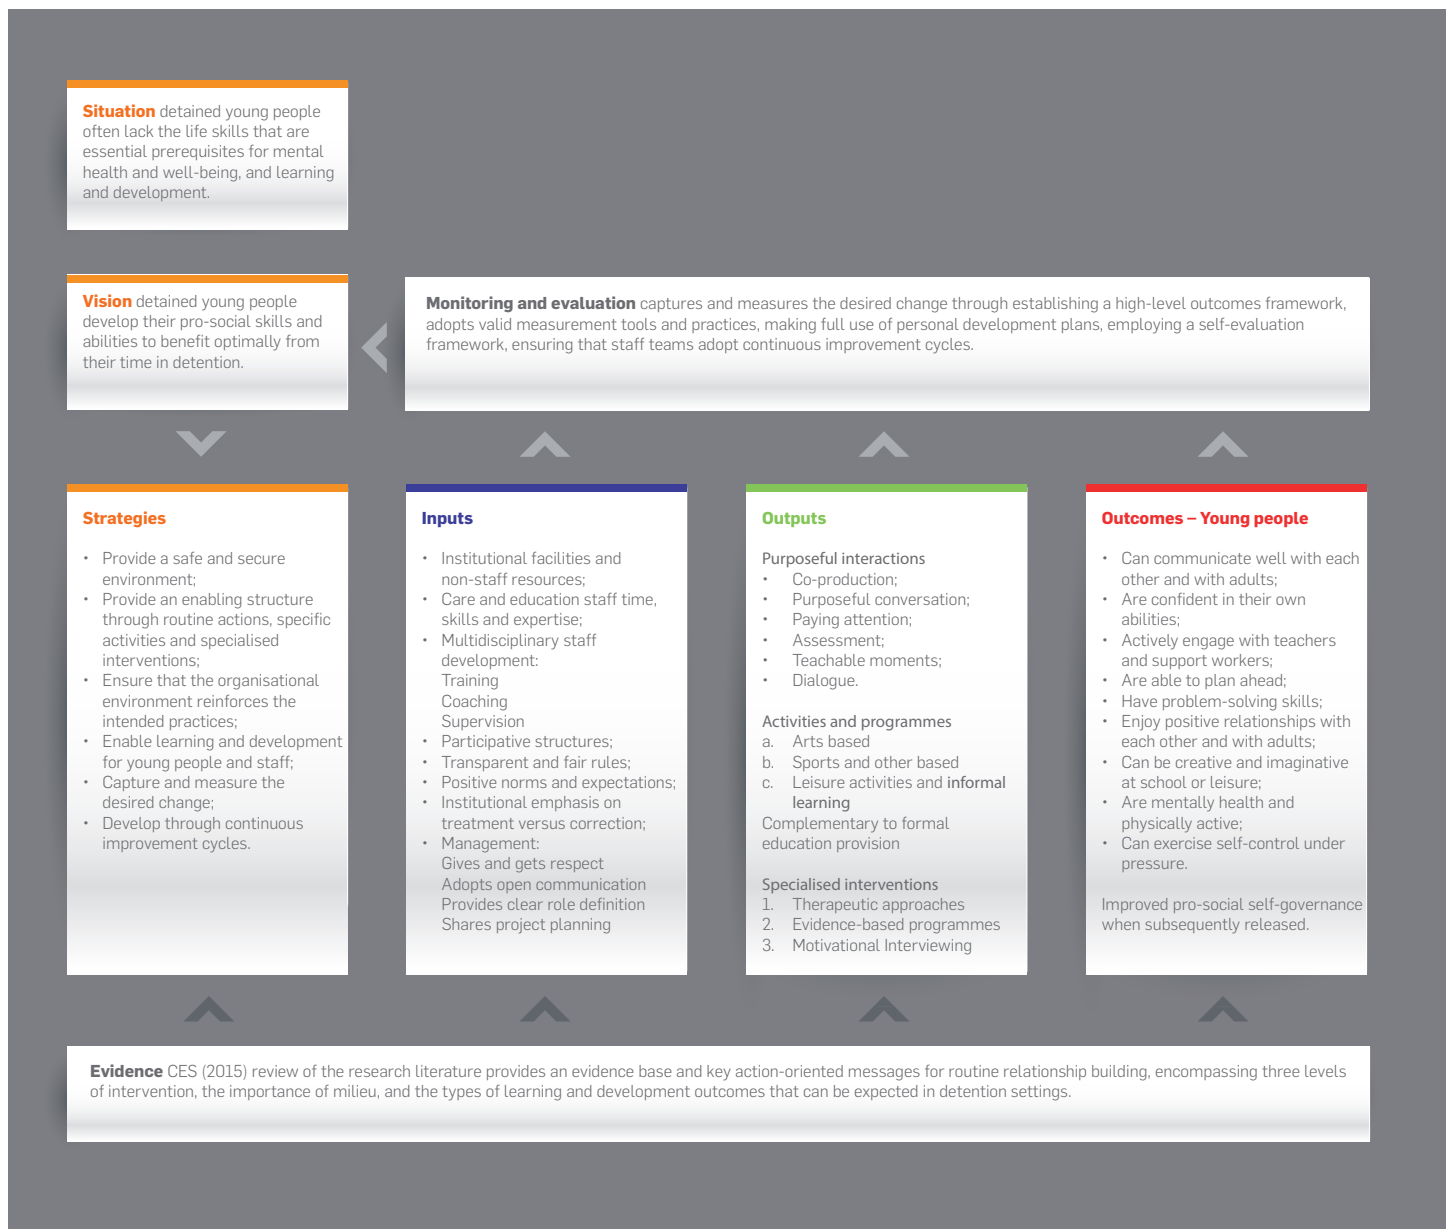 Situation detained young people
often lack the life skills that are
essential prerequisites for mental
health and well-being, and learning
and development.
Vision detained young people
develop their pro-social skills and
abilities to benefit optimally from
their time in detention.
Monitoring and evaluation captures and measures the desired change through establishing a high-level outcomes framework,
adopts valid measurement tools and practices, making full use of personal development plans, employing a self-evaluation
framework, ensuring that staff teams adopt continuous improvement cycles.
Strategies
• Provide a safe and secure
environment;
• Provide an enabling structure
through routine actions, specific
activities and specialised
interventions;
• Ensure that the organisational
environment reinforces the
intended practices;
• Enable learning and development
for young people and staff;
• Capture and measure the
desired change;
• Develop through continuous
improvement cycles.
Inputs
• Institutional facilities and
non-staff resources;
• Care and education staff time,
skills and expertise;
• Multidisciplinary staff
development:
Training
Coaching
Supervision
• Participative structures;
• Transparent and fair rules;
• Positive norms and expectations;
• Institutional emphasis on
treatment versus correction;
• Management:
Gives and gets respect
Adopts open communication
Provides clear role definition
Shares project planning
Outputs
Purposeful interactions
• Co-production;
• Purposeful conversation;
• Paying attention;
• Assessment;
• Teachable moments;
• Dialogue.
Activities and programmes
a. Arts based
b. Sports and other based
c. Leisure activities and informal
learning
Complementary to formal
education provision
Specialised interventions
1. Therapeutic approaches
2. Evidence-based programmes
3. Motivational Interviewing
Outcomes – Young people
• Can communicate well with each
other and with adults;
• Are confident in their own
abilities;
• Actively engage with teachers
and support workers;
• Are able to plan ahead;
• Have problem-solving skills;
• Enjoy positive relationships with
each other and with adults;
• Can be creative and imaginative
at school or leisure;
• Are mentally health and
physically active;
• Can exercise self-control under
pressure.
Improved pro-social self-governance
when subsequently released.
Evidence CES (2015) review of the research literature provides an evidence base and key action-oriented messages for routine relationship building, encompassing three levels
of intervention, the importance of milieu, and the types of learning and development outcomes that can be expected in detention settings.